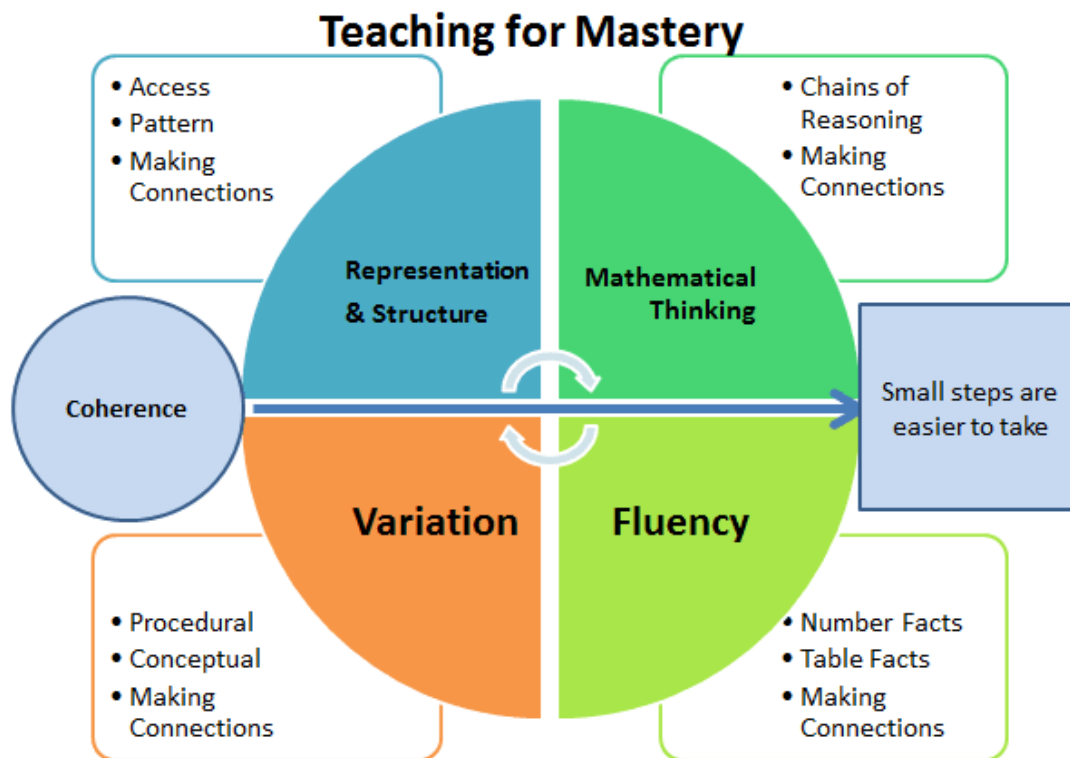 Teaching for Mastery
• Access
• Pattern
• Making
Connections
• Chains of
Reasoning
• Making
Connections
Representation
& Structure
Mathematical
Thinking
Coherence
Small steps are
easier to take
Variation
Fluency
• Procedural
• Conceptual
• Making
Connections
• Number Facts
• Table Facts
• Making
Connections